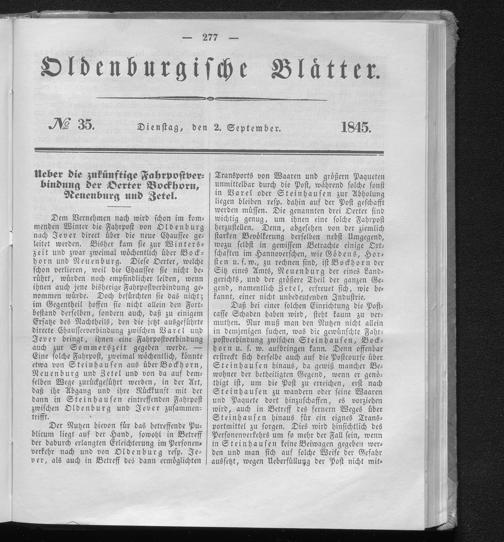 — 277 —
Oldenburgische Blätter.
№ 35.
Dienstag, den 2. September.
1845.
Ueber die zukünftige Fahrpostver-
bindung der Oerter Bockhorn,
Neuenburg und Zetel.
Dem Vernehmen nach wird schon im kom-
menden Winter die Fahrpost von Oldenburg
nach Jever direct über die neue Chaussee ge-
leitet werden. Bisher kam sie zur Winters-
zeit und zwar zweimal wöchentlich über Bock-
horn und Neuenburg. Diese Oerter, welche
schon verlieren, weil die Chaussee sie nicht be-
rührt, würden noch empfindlicher leiden, wenn
ihnen auch jene bisherige Fahrpostverbindung ge-
nommen würde. Doch befürchten sie das nicht;
im Gegentheil hoffen sie nicht allein den Fort-
bestand derselben, sondern auch, daß zu einigem
Ersatze des Nachtheils, den die jetzt ausgeführte
directe Chausseeverbindung zwischen Varel und
Jever bringt, ihnen eine Fahrpostverbindung
auch zur Sommerszeit gegeben werde. —
Eine solche Fahrpost, zweimal wöchentlich, könnte
etwa von Steinhausen aus über Bockhorn,
Neuenburg und Zetel und von da auf dem-
selben Wege zurückgeführt werden, in der Art,
daß ihr Abgang und ihre Rückkunft mit der
dann in Steinhausen eintreffenden Fahrpost
zwischen Oldenburg und Jever zusammen-
trifft.
Der Nutzen hievon für das betreffende Pu-
blicum liegt auf der Hand, sowohl in Betreff
der dadurch erlangten Erleichterung im Personen-
verkehr nach und von Oldenburg resp. Je-
ver, als auch in Betreff des dann ermöglichten
Transports von Waaren und größern Paqueten
unmittelbar durch die Post, während solche sonst
in Varel oder Steinhausen zur Abholung
liegen bleiben resp. dahin auf der Post geschafft
werden müssen. Die genannten drei Oerter sind
wichtig genug, um ihnen eine solche Fahrpost
herzustellen. Denn, abgesehen von der ziemlich
starken Bevölkerung derselben nebst Umgegend,
wozu selbst in gewissem Betrachte einige Ort-
schaften im Hannoverschen, wie Gödens, Hor-
sten u. s. w., zu rechnen sind, ist Bockhorn der
Sitz eines Amts, Neuenburg der eines Land-
gerichts, und der größere Theil der ganzen Ge-
gend, namentlich Zetel, erfreuet sich, wie be-
kannt, einer nicht unbedeutenden Industrie.
Daß bei einer solchen Einrichtung die Post-
casse Schaden haben wird, steht kaum zu ver-
muthen. Nur muß man den Nutzen nicht allein
in demjenigen suchen, was die gewünschte Fahr-
postverbindung zwischen Steinhausen, Bock-
horn u. s. w. aufbringen kann. Denn offenbar
erstreckt sich derselbe auch auf die Postcourse über
Steinhausen hinaus, da gewiß mancher Be-
wohner der betheiligten Gegend, wenn er genö-
thigt ist, um die Post zu erreichen, erst nach
Steinhausen zu wandern oder seine Waaren
und Paquete dort hinzuschaffen, es vorziehen
wird, auch in Betreff des fernern Weges über
Steinhausen hinaus für ein eignes Trans-
portmittel zu sorgen. Dies wird hinsichtlich des
Personenverkehrs um so mehr der Fall sein, wenn
in Steinhausen keine Beiwagen gegeben wer-
den und man sich auf solche Weise der Gefahr
aussetzt, wegen Ueberfüllung der Post nicht mit-